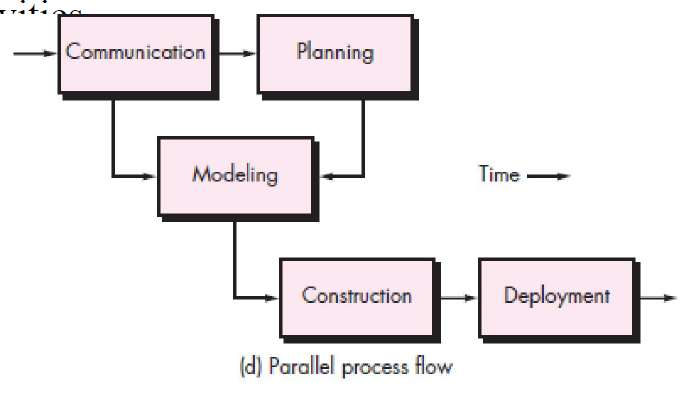 Communication
Planning
Modeling
Time
Construction
Deployment
(d) Parallel process flow